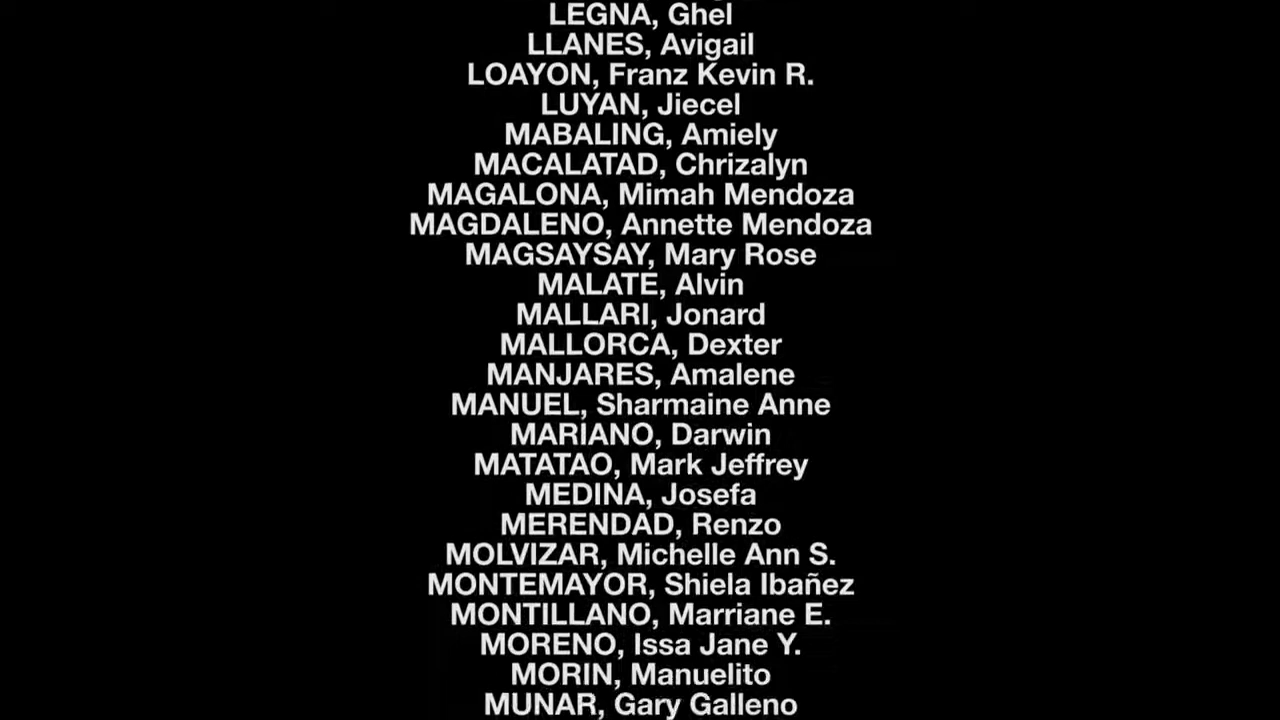 LEGNA, Ghel
LLANES, Avigail
LOAYON, Franz Kevin R.
LUYAN, Jiecel
MABALING, Amiely
MACALATAD, Chrizalyn
MAGALONA, Mimah Mendoza
MAGDALENO, Annette Mendoza
MAGSAYSAY, Mary Rose
MALATE, Alvin
MALLARI, Jonard
MALLORCA, Dexter
MANJARES, Amalene
MANUEL, Sharmaine Anne
MARIANO, Darwin
MATATAO, Mark Jeffrey
MEDINA, Josefa
MERENDAD, Renzo
MOLVIZAR, Michelle Ann S.
MONTEMAYOR, Shiela Ibañez
MONTILLANO, Marriane E.
MORENO, Issa Jane Y.
MORIN, Manuelito
MUNAR, Gary Galleno